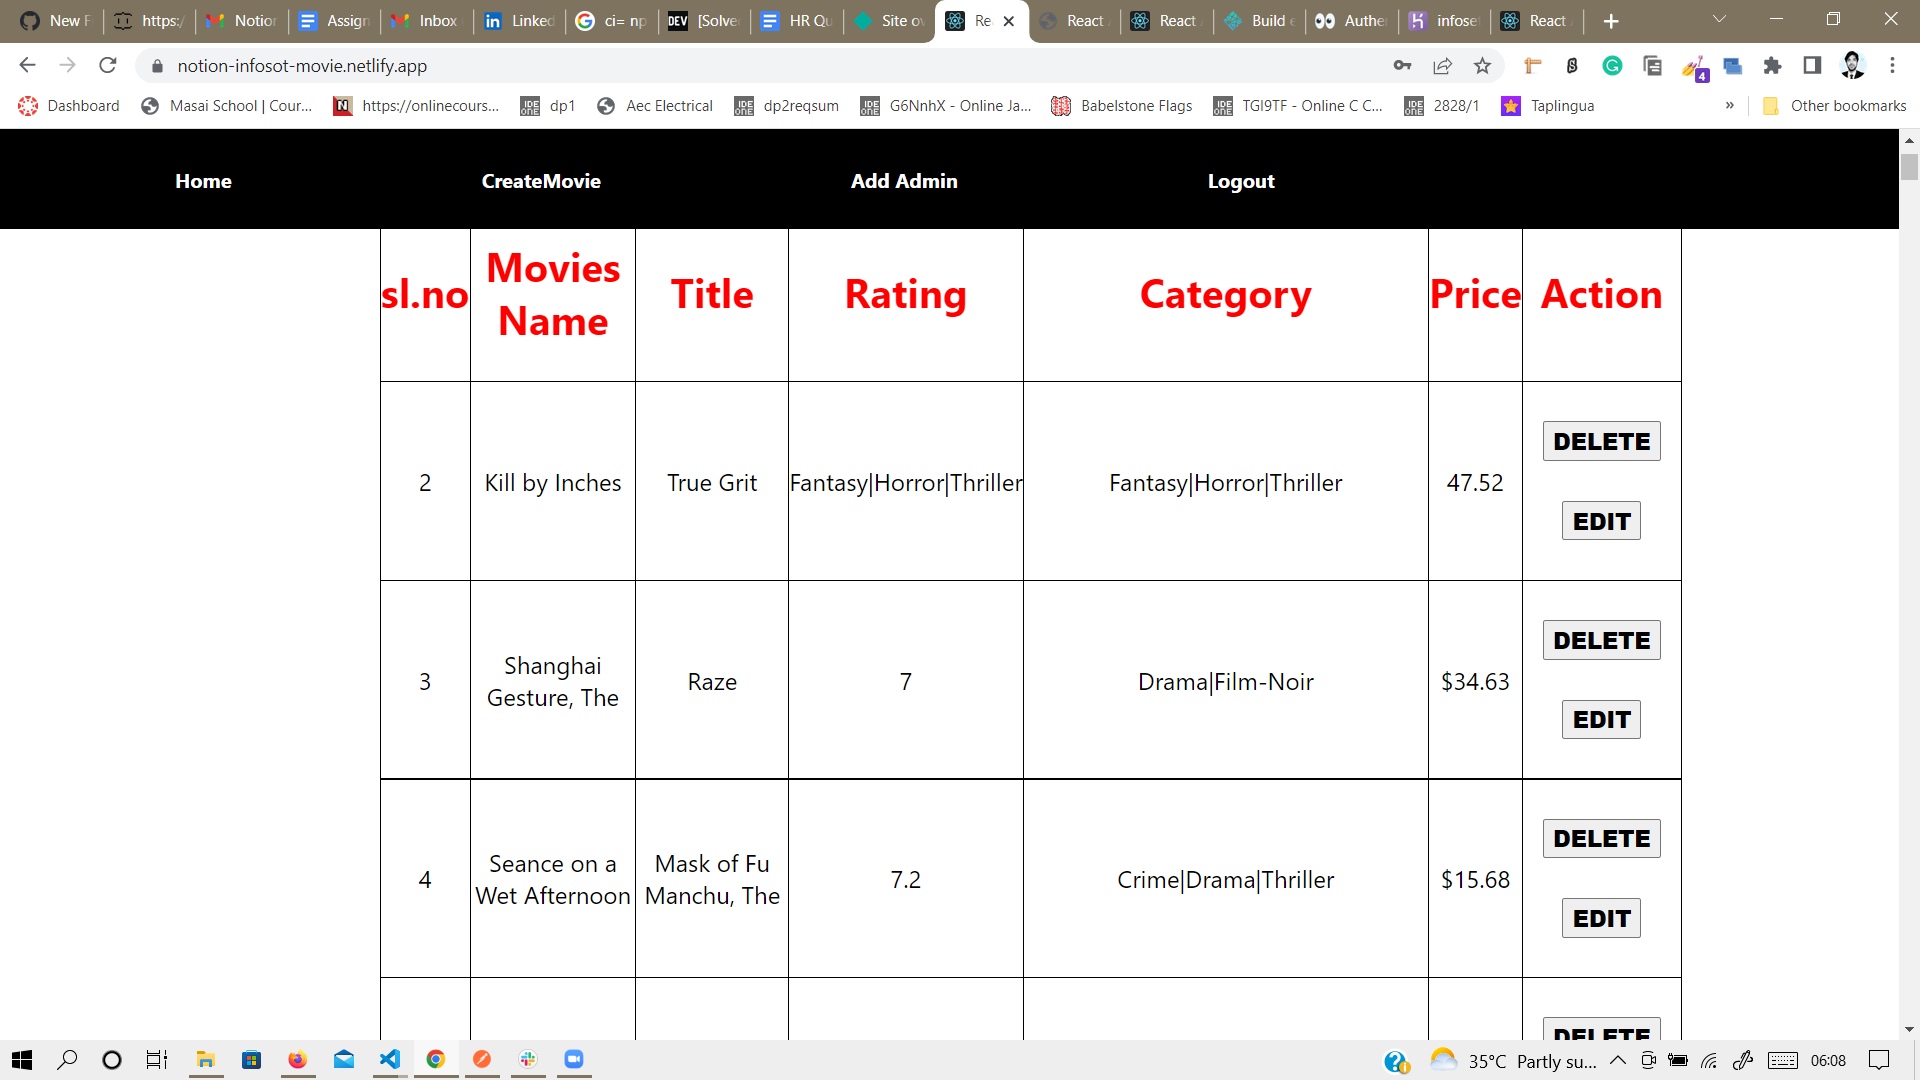 New F
https:/
Notion
Assign
Inbox
Linked
ci= np
[Solve
HR Qu
Site ov
Re
React
React
Build e
Auther
infose
React
notion-infosot-movie.netlify.app
4
Dashboard
Masai School | Cour...
https://onlinecours...
dp1
Aec Electrical
dp2reqsum
G6NnhX - Online Ja...
Babelstone Flags
TGI9TF - Online C C...
2828/1
Taplingua
»
Other bookmarks
Home
CreateMovie
Add Admin
Logout
sl.no
Movies
Name
Title
Rating
Category
Price
Action
2
Kill by Inches
True Grit
Fantasy|Horror|Thriller
Fantasy|Horror|Thriller
47.52
DELETE
EDIT
3
Shanghai
Gesture, The
Raze
7
Drama|Film-Noir
$34.63
DELETE
EDIT
4
Seance on a
Wet Afternoon
Mask of Fu
Manchu, The
7.2
Crime|Drama|Thriller
$15.68
DELETE
EDIT
DELETE
35°C Partly su...
06:08